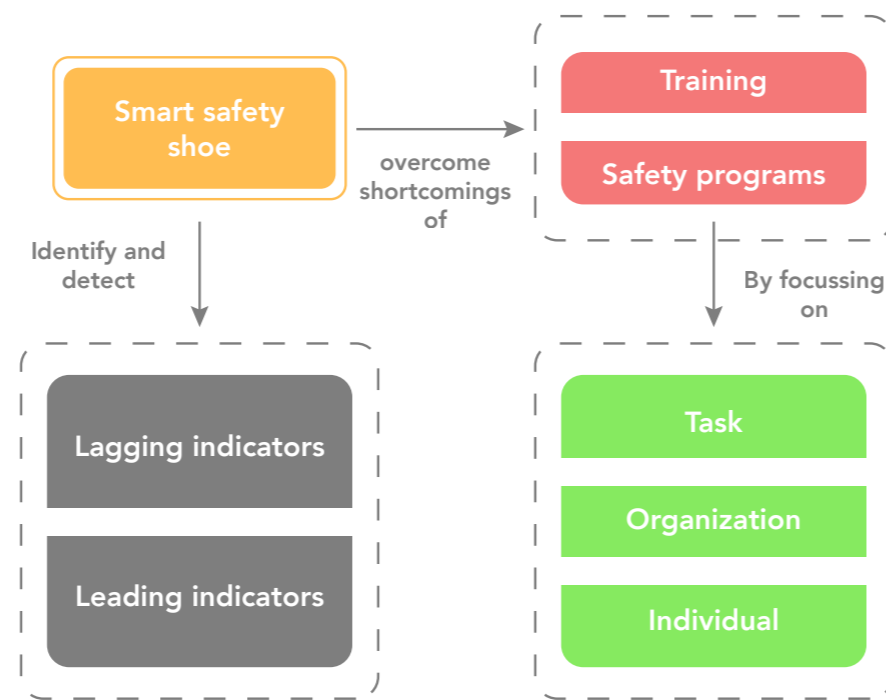 Smart safety
shoe
overcome
shortcomings
of
Training
Safety programs
Identify and
detect
By focussing
on
Lagging indicators
Leading indicators
Task
Organization
Individual